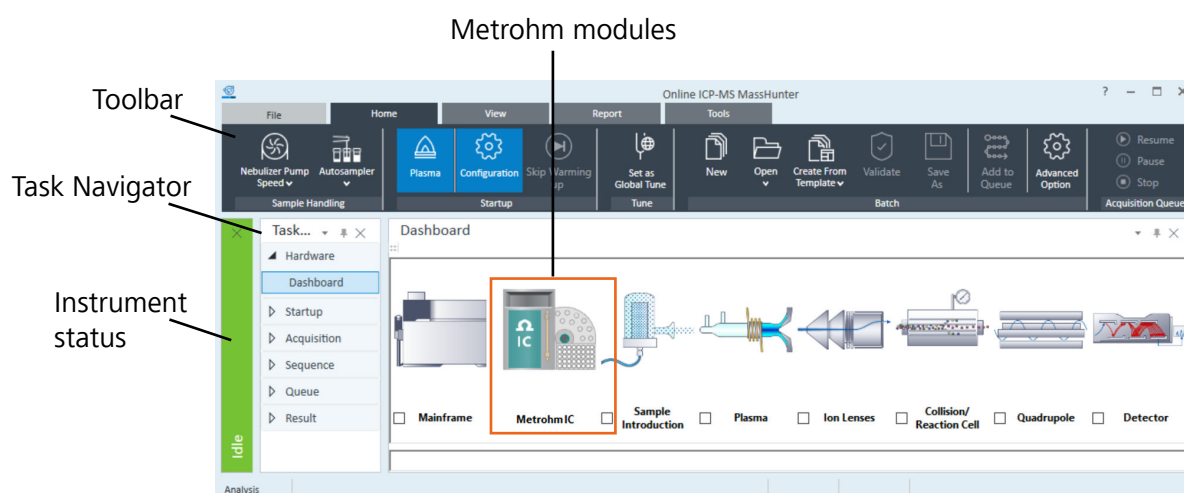 Metrohm modules
Toolbar
Task Navigator
Instrument
status
Online ICP-MS MassHunter
?
File Home View Report Tools
Nebulizer Pump
Speed
Autosampler
Sample Handling
Plasma
Configuration
Skip Warming
up
Startup
Set as
Global Tune
Tune
New
Open
Create From
Template
Validate
Save
As
Add to
Queue
Advanced
Option
Batch
Resume
Pause
Stop
Acquisition Queue
Task...
Hardware
Dashboard
Startup
Acquisition
Sequence
Queue
Result
Idle
Dashboard
Ω
IC
Mainframe
Metrohm IC
Sample
Introduction
Plasma
Ion Lenses
Collision/
Reaction Cell
Quadrupole
Detector
Analysis